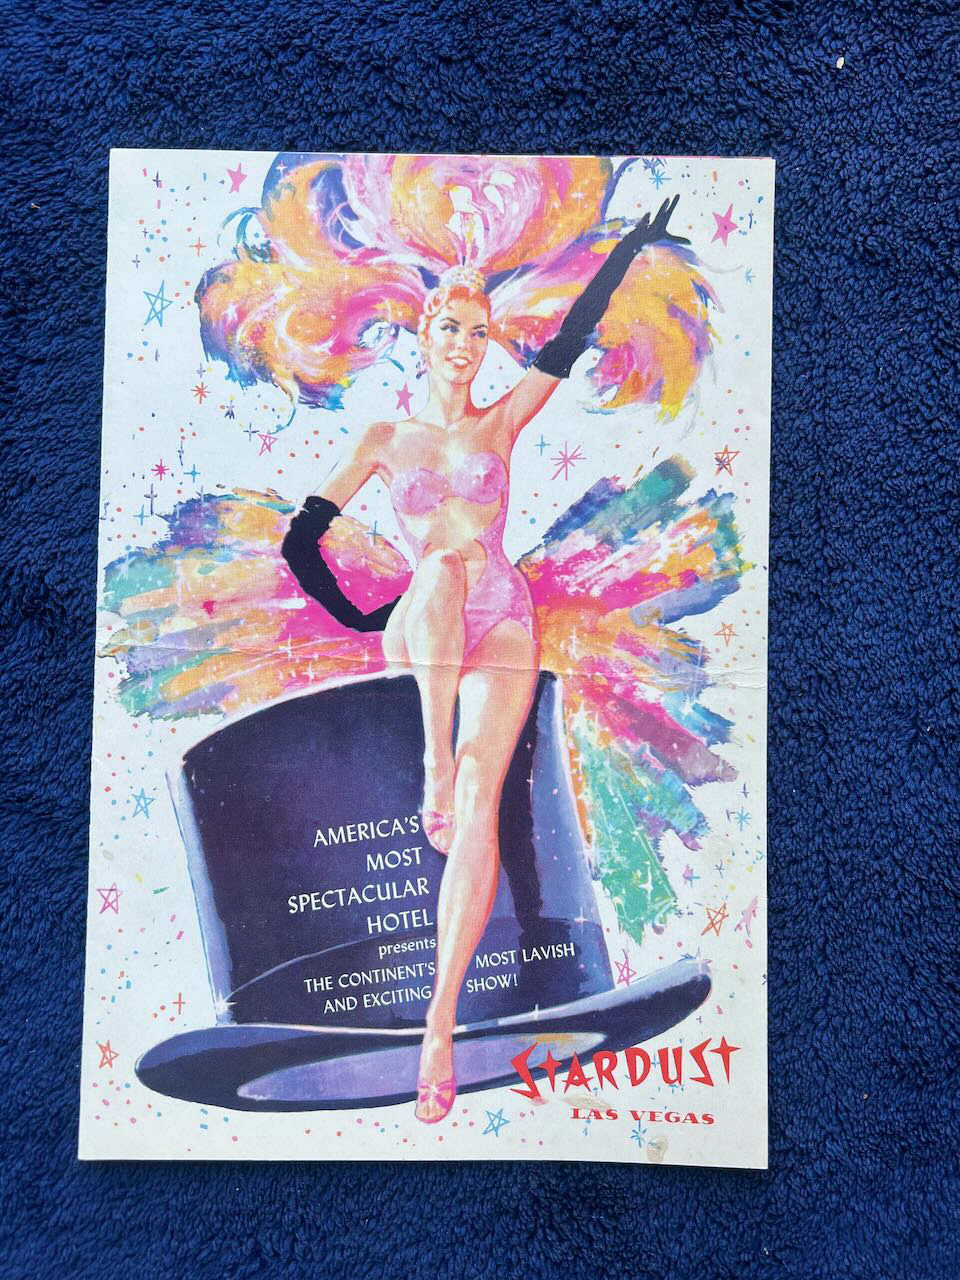 AMERICA'S
MOST
SPECTACULAR
HOTEL
presents
THE CONTINENT'S MOST LAVISH
AND EXCITING SHOW!
STARDUST
LAS VEGAS